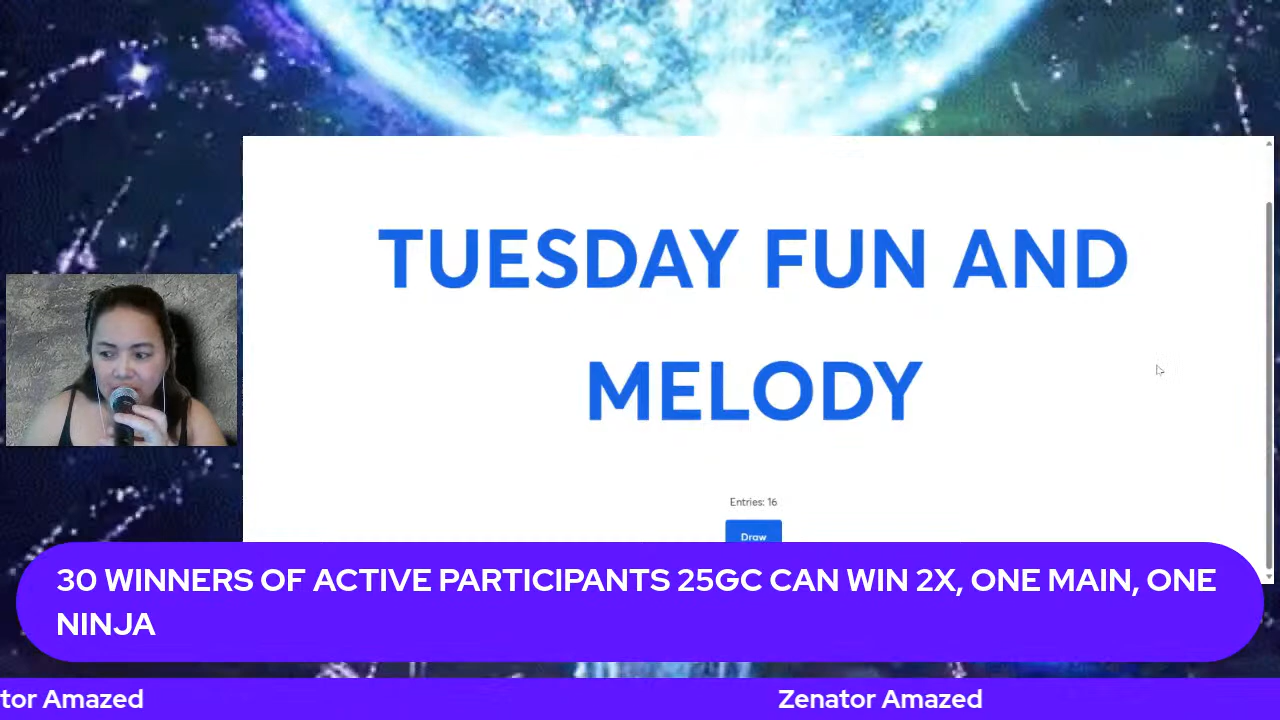 TUESDAY FUN AND
MELODY
Entries: 16
Draw
30 WINNERS OF ACTIVE PARTICIPANTS 25GC CAN WIN 2X, ONE MAIN, ONE
NINJA
tor Amazed
Zenator Amazed